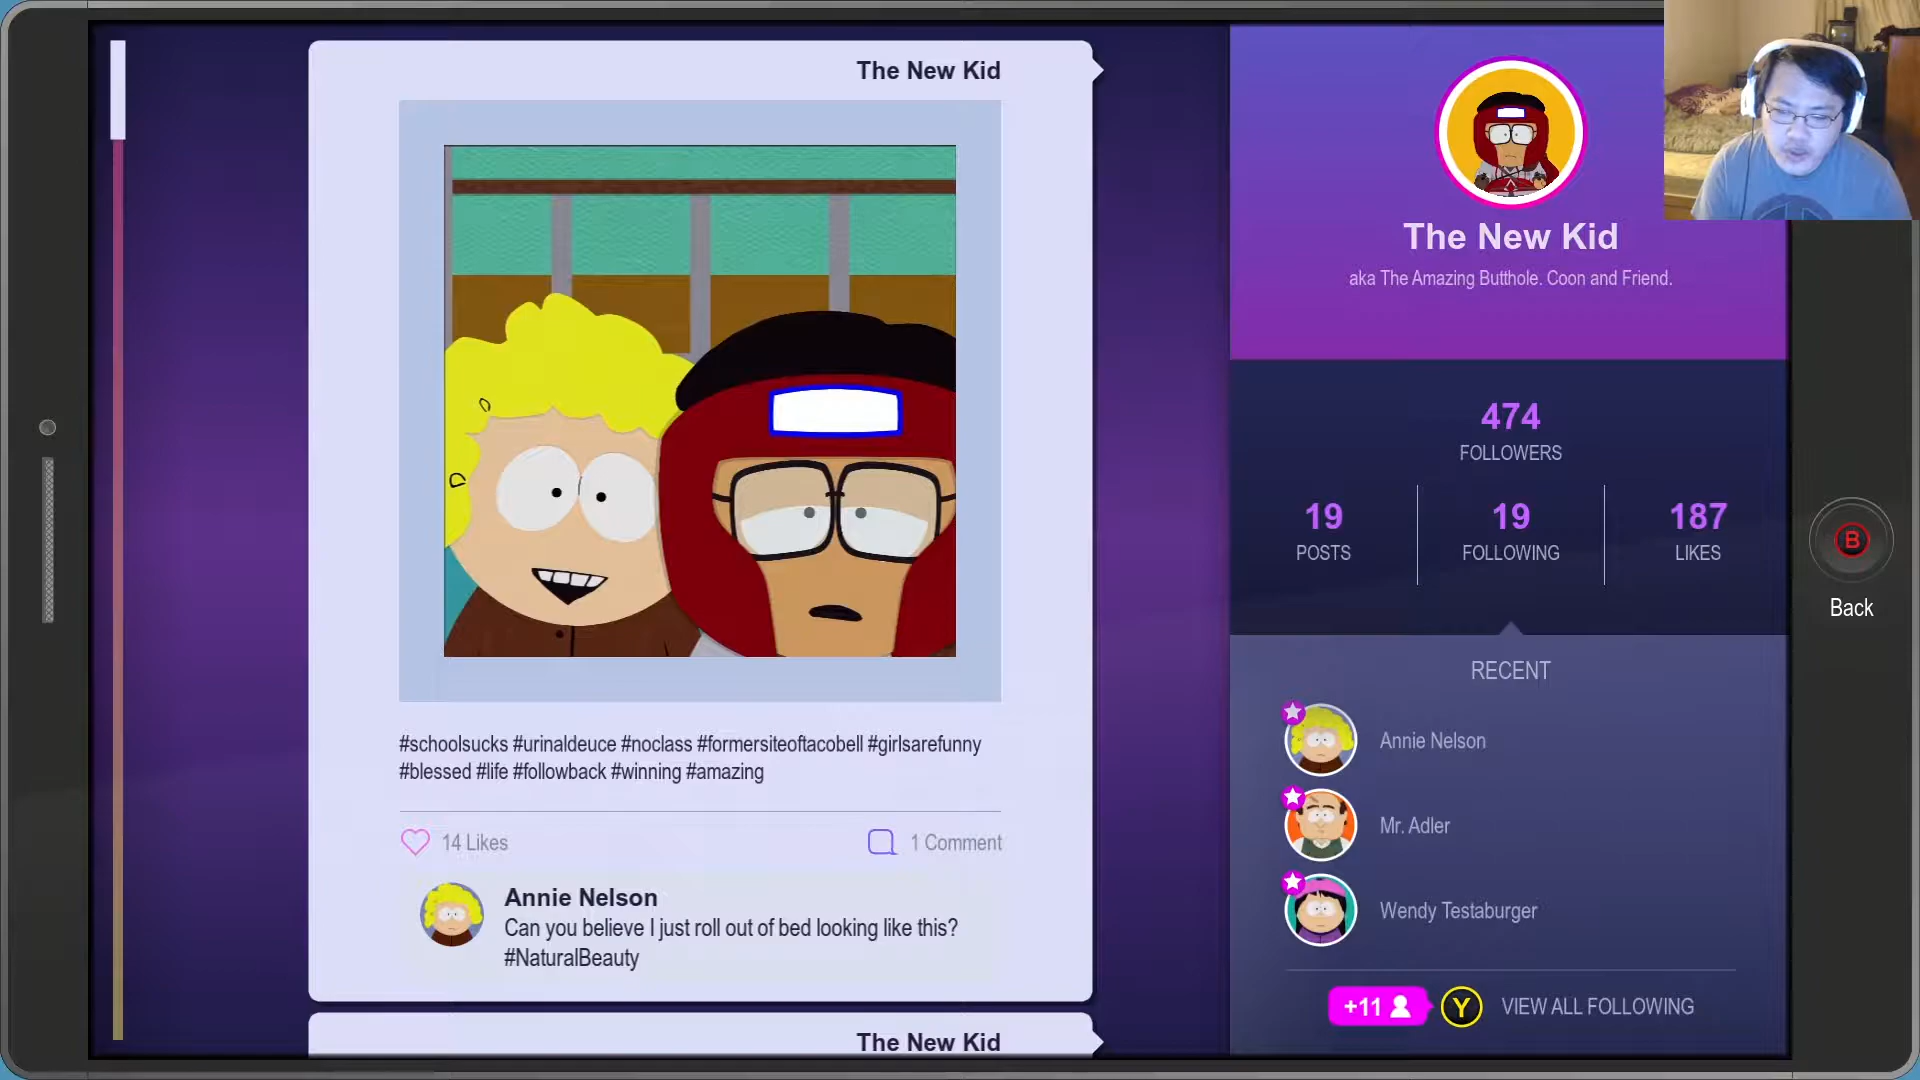 The New Kid
#schoolsucks #urinaldeuce #noclass #formersiteoftacobell #girlsarefunny
#blessed #life #followback #winning #amazing
14 Likes
1 Comment
Annie Nelson
Can you believe I just roll out of bed looking like this?
#NaturalBeauty
The New Kid
The New Kid
aka The Amazing Butthole. Coon and Friend.
474
FOLLOWERS
19
POSTS
19
FOLLOWING
187
LIKES
RECENT
Annie Nelson
Mr. Adler
Wendy Testaburger
+11
Y
VIEW ALL FOLLOWING
B
Back